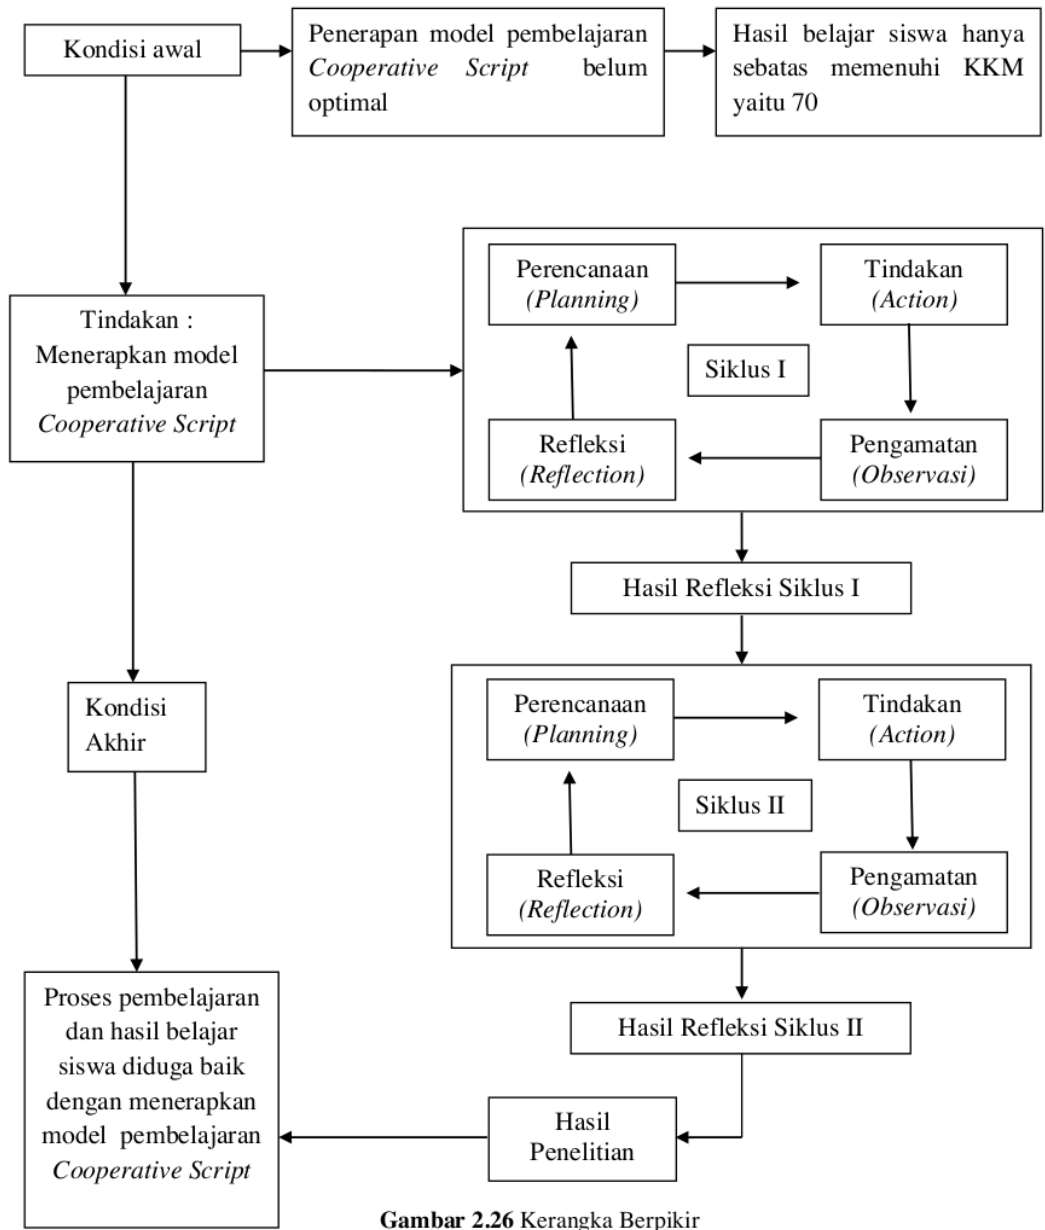 Kondisi awal
Penerapan model pembelajaran
Cooperative Script belum
optimal
Hasil belajar siswa hanya
sebatas memenuhi KKM
yaitu 70
Tindakan :
Menerapkan model
pembelajaran
Cooperative Script
Perencanaan
(Planning)
Tindakan
(Action)
Siklus I
Refleksi
(Reflection)
Pengamatan
(Observasi)
Hasil Refleksi Siklus I
Kondisi
Akhir
Perencanaan
(Planning)
Tindakan
(Action)
Siklus II
Refleksi
(Reflection)
Pengamatan
(Observasi)
Hasil Refleksi Siklus II
Proses pembelajaran
dan hasil belajar
siswa diduga baik
dengan menerapkan
model pembelajaran
Cooperative Script
Hasil
Penelitian
Gambar 2.26 Kerangka Berpikir